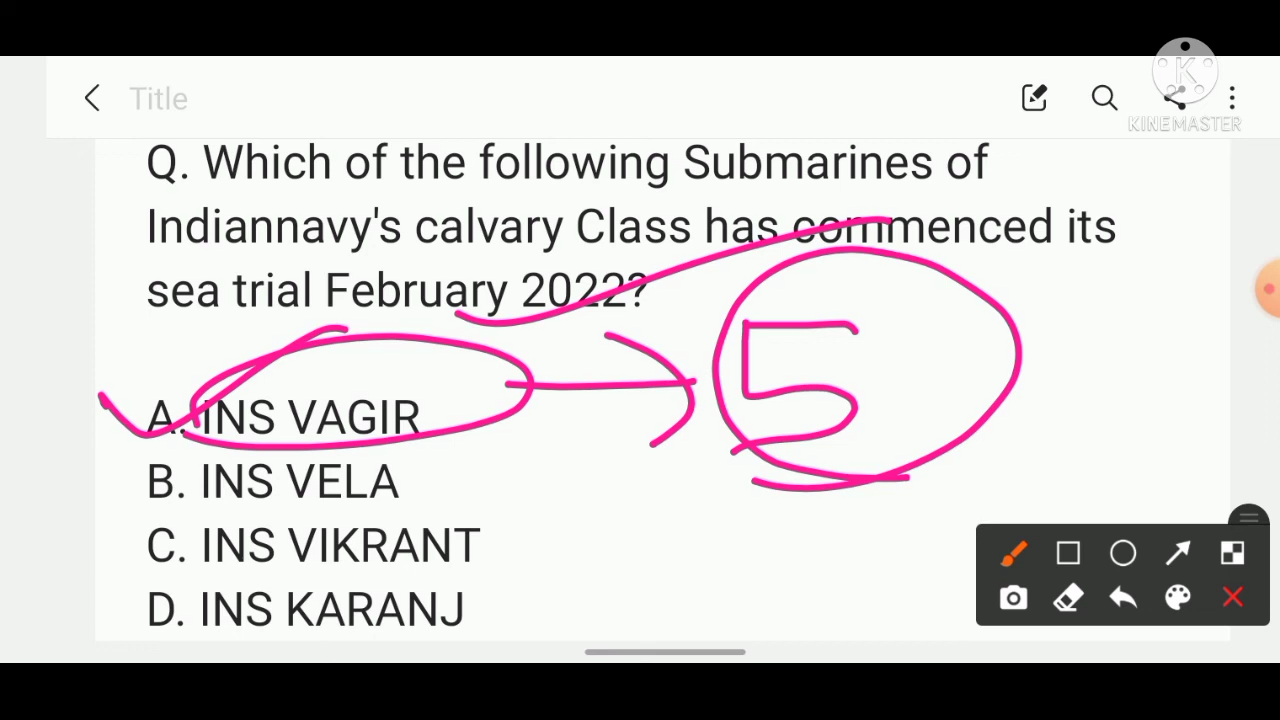 Title
KINEMASTER
Q. Which of the following Submarines of
Indiannavy's calvary Class has commenced its
sea trial February 2022?
A. INS VAGIR
5
B. INS VELA
C. INS VIKRANT
D. INS KARANJ